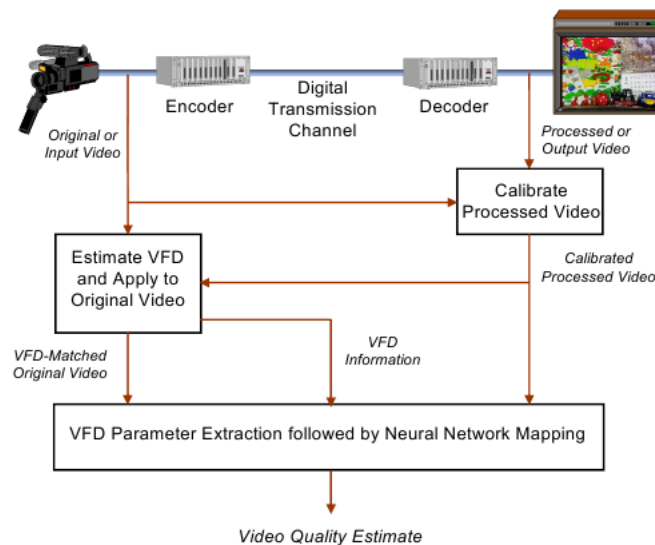 Encoder
Digital
Transmission
Channel
Decoder
Original or
Input Video
Processed or
Output Video
Calibrate
Processed Video
Estimate VFD
and Apply to
Original Video
Calibrated
Processed Video
VFD-Matched
Original Video
VFD
Information
VFD Parameter Extraction followed by Neural Network Mapping
Video Quality Estimate